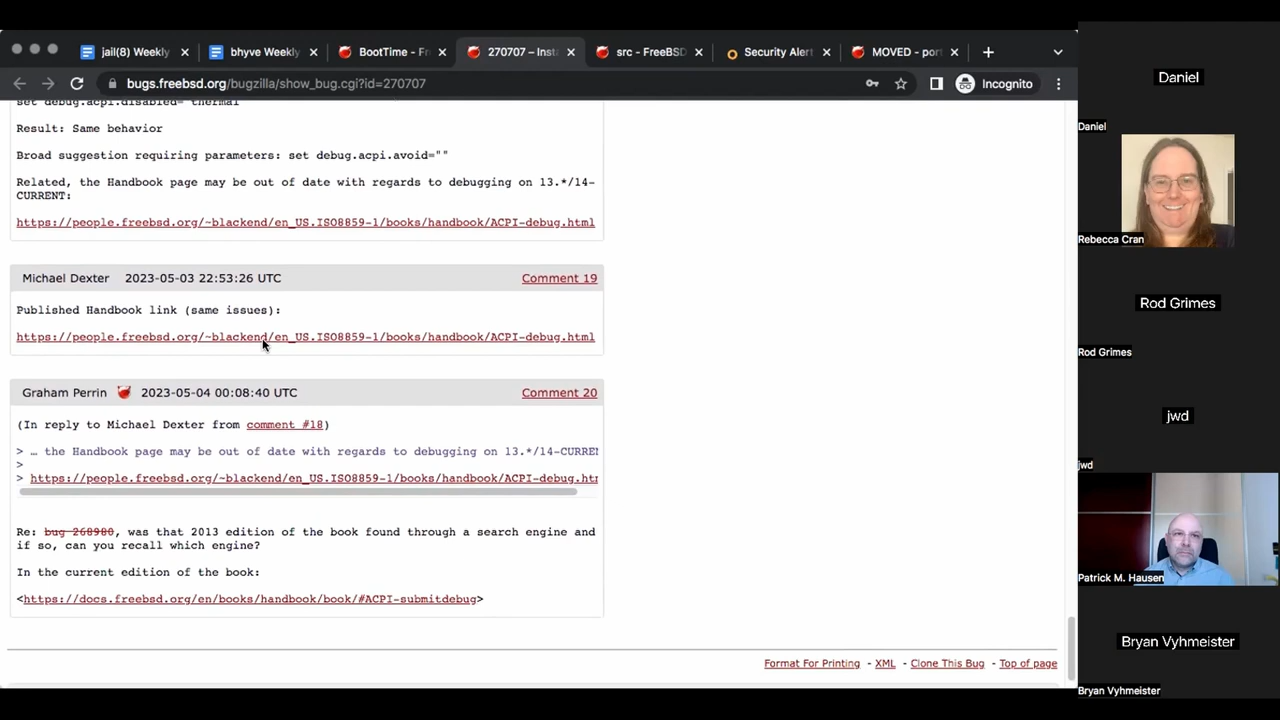 jail(8) Weekly
bhyve Weekly
BootTime - Fre
270707 – Insta
src - FreeBSD
Security Alert
MOVED - port
bugs.freebsd.org/bugzilla/show_bug.cgi?id=270707
Incognito
set debug.acpi.disabled="thermal"
Result: Same behavior
Broad suggestion requiring parameters: set debug.acpi.avoid=""
Related, the Handbook page may be out of date with regards to debugging on 13.*/14-
CURRENT:
https://people.freebsd.org/~blackend/en_US.ISO8859-1/books/handbook/ACPI-debug.html
Michael Dexter 2023-05-03 22:53:26 UTC Comment 19
Published Handbook link (same issues):
https://people.freebsd.org/~blackend/en_US.ISO8859-1/books/handbook/ACPI-debug.html
Graham Perrin 2023-05-04 00:08:40 UTC Comment 20
(In reply to Michael Dexter from comment #18)
> … the Handbook page may be out of date with regards to debugging on 13.*/14-CURREN
>
> https://people.freebsd.org/~blackend/en_US.ISO8859-1/books/handbook/ACPI-debug.ht
Re: bug 268980, was that 2013 edition of the book found through a search engine and
if so, can you recall which engine?
In the current edition of the book:
<https://docs.freebsd.org/en/books/handbook/book/#ACPI-submitdebug>
Format For Printing - XML - Clone This Bug - Top of page
Daniel
Daniel
Rebecca Cran
Rod Grimes
Rod Grimes
jwd
jwd
Patrick M. Hausen
Bryan Vyhmeister
Bryan Vyhmeister